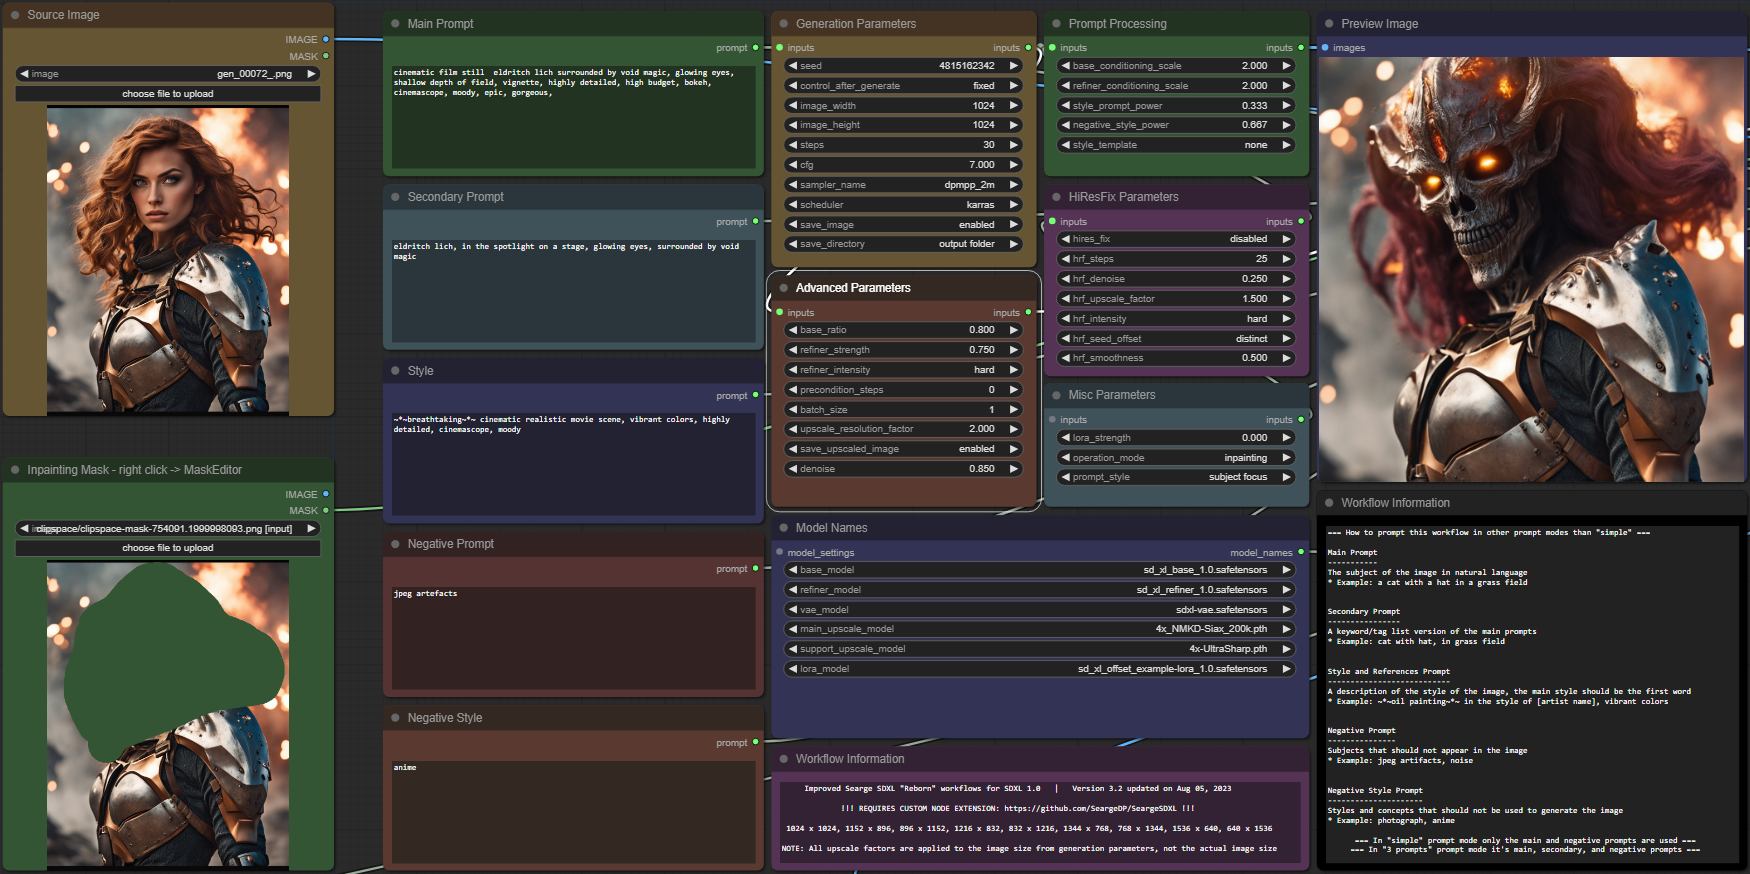 Source Image
IMAGE
MASK
image gen_00072_.png
choose file to upload
Inpainting Mask - right click -> MaskEditor
IMAGE
MASK
clipspace/clipspace-mask-754091.1999998093.png [input]
choose file to upload
Main Prompt
prompt
cinematic film still  eldritch lich surrounded by void magic, glowing eyes,
shallow depth of field, vignette, highly detailed, high budget, bokeh,
cinemascope, moody, epic, gorgeous,
Secondary Prompt
prompt
eldritch lich, in the spotlight on a stage, glowing eyes, surrounded by void
magic
Style
prompt
~*~breathtaking~*~ cinematic realistic movie scene, vibrant colors, highly
detailed, cinemascope, moody
Negative Prompt
prompt
jpeg artefacts
Negative Style
prompt
anime
Generation Parameters
inputs inputs
seed 4815162342
control_after_generate fixed
image_width 1024
image_height 1024
steps 30
cfg 7.000
sampler_name dpmpp_2m
scheduler karras
save_image enabled
save_directory output folder
Advanced Parameters
inputs inputs
base_ratio 0.800
refiner_strength 0.750
refiner_intensity hard
precondition_steps 0
batch_size 1
upscale_resolution_factor 2.000
save_upscaled_image enabled
denoise 0.850
Prompt Processing
inputs inputs
base_conditioning_scale 2.000
refiner_conditioning_scale 2.000
style_prompt_power 0.333
negative_style_power 0.667
style_template none
HiResFix Parameters
inputs inputs
hires_fix disabled
hrf_steps 25
hrf_denoise 0.250
hrf_upscale_factor 1.500
hrf_intensity hard
hrf_seed_offset distinct
hrf_smoothness 0.500
Misc Parameters
inputs inputs
lora_strength 0.000
operation_mode inpainting
prompt_style subject focus
Model Names
model_settings model_names
base_model sd_xl_base_1.0.safetensors
refiner_model sd_xl_refiner_1.0.safetensors
vae_model sdxl-vae.safetensors
main_upscale_model 4x_NMKD-Siax_200k.pth
support_upscale_model 4x-UltraSharp.pth
lora_model sd_xl_offset_example-lora_1.0.safetensors
Workflow Information
Improved Searge SDXL "Reborn" workflows for SDXL 1.0   |   Version 3.2 updated on Aug 05, 2023
!!! REQUIRES CUSTOM NODE EXTENSION: https://github.com/SeargeDP/SeargeSDXL !!!
1024 x 1024, 1152 x 896, 896 x 1152, 1216 x 832, 832 x 1216, 1344 x 768, 768 x 1344, 1536 x 640, 640 x 1536
NOTE: All upscale factors are applied to the image size from generation parameters, not the actual image size
Preview Image
images
Workflow Information
=== How to prompt this workflow in other prompt modes than "simple" ===
Main Prompt
-----------
The subject of the image in natural language
* Example: a cat with a hat in a grass field
Secondary Prompt
----------------
A keyword/tag list version of the main prompts
* Example: cat with hat, in grass field
Style and References Prompt
---------------------------
A description of the style of the image, the main style should be the first word
* Example: ~*~oil painting~*~ in the style of [artist name], vibrant colors
Negative Prompt
---------------
Subjects that should not appear in the image
* Example: jpeg artifacts, noise
Negative Style Prompt
---------------------
Styles and concepts that should not be used to generate the image
* Example: photograph, anime
=== In "simple" prompt mode only the main and negative prompts are used ===
=== In "3 prompts" prompt mode it's main, secondary, and negative prompts ===